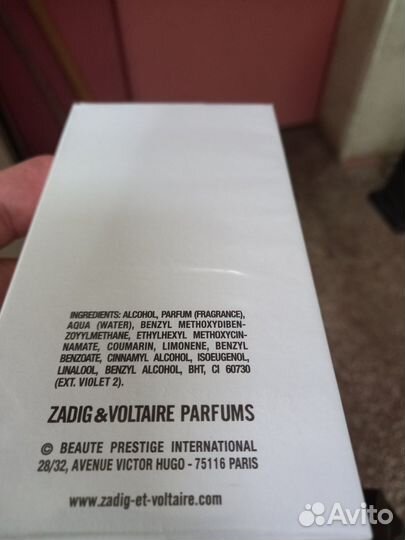 INGREDIENTS: ALCOHOL, PARFUM (FRAGRANCE),
AQUA (WATER), BENZYL METHOXYDIBEN-
ZOYYLMETHANE, ETHYLHEXYL METHOXYCIN-
NAMATE, COUMARIN, LIMONENE, BENZYL
BENZOATE, CINNAMYL ALCOHOL, ISOEUGENOL,
LINALOOL, BENZYL ALCOHOL, BHT, CI 60730
(EXT. VIOLET 2).
ZADIG & VOLTAIRE PARFUMS
© BEAUTE PRESTIGE INTERNATIONAL
28/32, AVENUE VICTOR HUGO - 75116 PARIS
www.zadig-et-voltaire.com
Avito